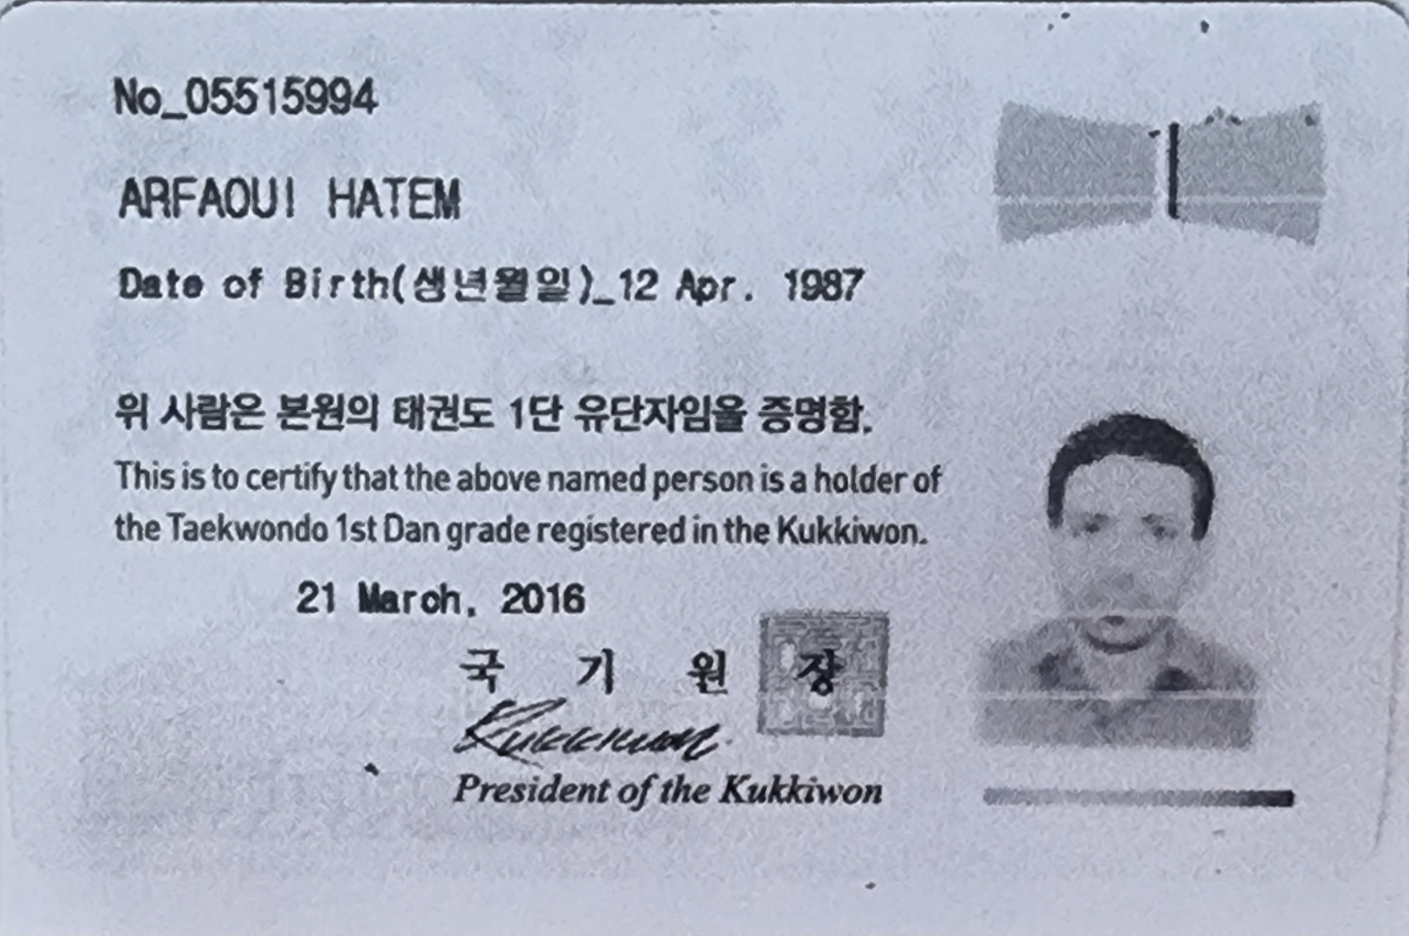 No_05515994
ARFAOUI HATEM
Date of Birth(생년월일)_12 Apr. 1987
위 사람은 본원의 태권도 1단 유단자임을 증명함.
This is to certify that the above named person is a holder of
the Taekwondo 1st Dan grade registered in the Kukkiwon.
21 March, 2016
국 기 원 장
Kukkiwon
President of the Kukkiwon